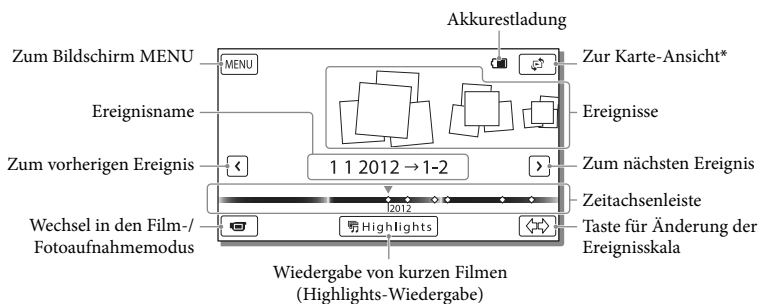 Akkurestladung
Zum Bildschirm MENU
MENU
Zur Karte-Ansicht*
Ereignisname
Ereignisse
Zum vorherigen Ereignis
1 1 2012 →1-2
Zum nächsten Ereignis
Zeitachsenleiste
2012
Wechsel in den Film-/
Fotoaufnahmemodus
Highlights
Taste für Änderung der
Ereignisskala
Wiedergabe von kurzen Filmen
(Highlights-Wiedergabe)